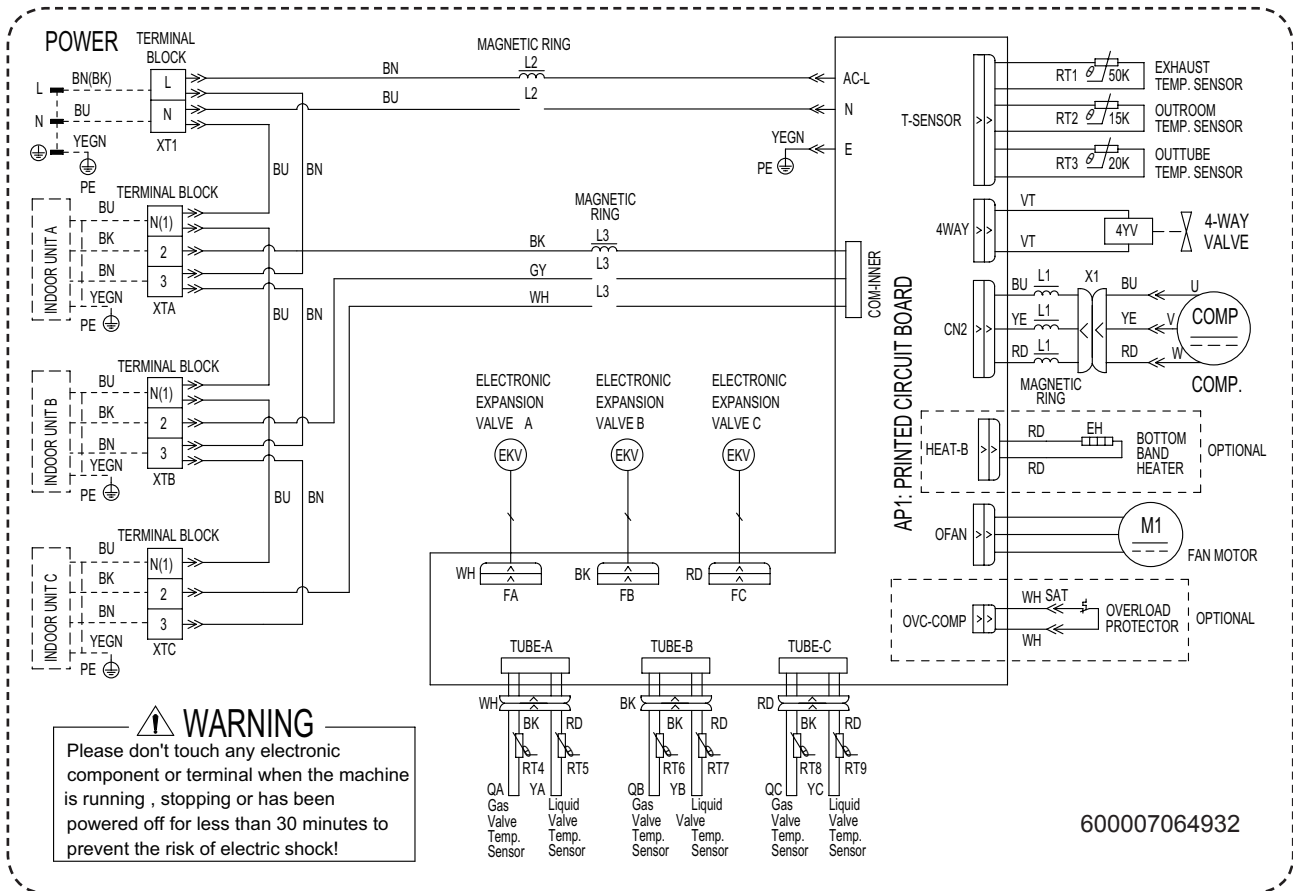 POWER
TERMINAL
BLOCK
L
BN(BK)
L
N
BU
N
XT1
YEGN
PE
BN
BU
MAGNETIC RING
L2
L2
AC-L
N
E
YEGN
PE
BU
BN
TERMINAL BLOCK
INDOOR UNIT A
BU
N(1)
BK
2
BN
3
YEGN
PE
XTA
BU
BN
MAGNETIC
RING
BK
L3
GY
L3
WH
L3
COM-INNER
TERMINAL BLOCK
INDOOR UNIT B
BU
N(1)
BK
2
BN
3
YEGN
PE
XTB
BU
BN
TERMINAL BLOCK
INDOOR UNIT C
BU
N(1)
BK
2
BN
3
YEGN
PE
XTC
ELECTRONIC
EXPANSION
VALVE A
EKV
WH
FA
ELECTRONIC
EXPANSION
VALVE B
EKV
BK
FB
ELECTRONIC
EXPANSION
VALVE C
EKV
RD
FC
AP1: PRINTED CIRCUIT BOARD
T-SENSOR
RT1
θ
50K
EXHAUST
TEMP. SENSOR
RT2
θ
15K
OUTROOM
TEMP. SENSOR
RT3
θ
20K
OUTTUBE
TEMP. SENSOR
4WAY
VT
VT
4YV
4-WAY
VALVE
CN2
BU
L1
X1
BU
U
YE
L1
YE
V
RD
L1
RD
W
MAGNETIC
RING
COMP
COMP.
HEAT-B
RD
EH
RD
BOTTOM
BAND
HEATER
OPTIONAL
OFAN
M1
FAN MOTOR
OVC-COMP
WH
SAT
WH
OVERLOAD
PROTECTOR
OPTIONAL
TUBE-A
WH
BK
RD
RT4
RT5
QA
YA
Gas
Valve
Temp.
Sensor
Liquid
Valve
Temp.
Sensor
TUBE-B
BK
BK
RD
RT6
RT7
QB
YB
Gas
Valve
Temp.
Sensor
Liquid
Valve
Temp.
Sensor
TUBE-C
RD
BK
RD
RT8
RT9
QC
YC
Gas
Valve
Temp.
Sensor
Liquid
Valve
Temp.
Sensor
WARNING
Please don't touch any electronic
component or terminal when the machine
is running , stopping or has been
powered off for less than 30 minutes to
prevent the risk of electric shock!
600007064932